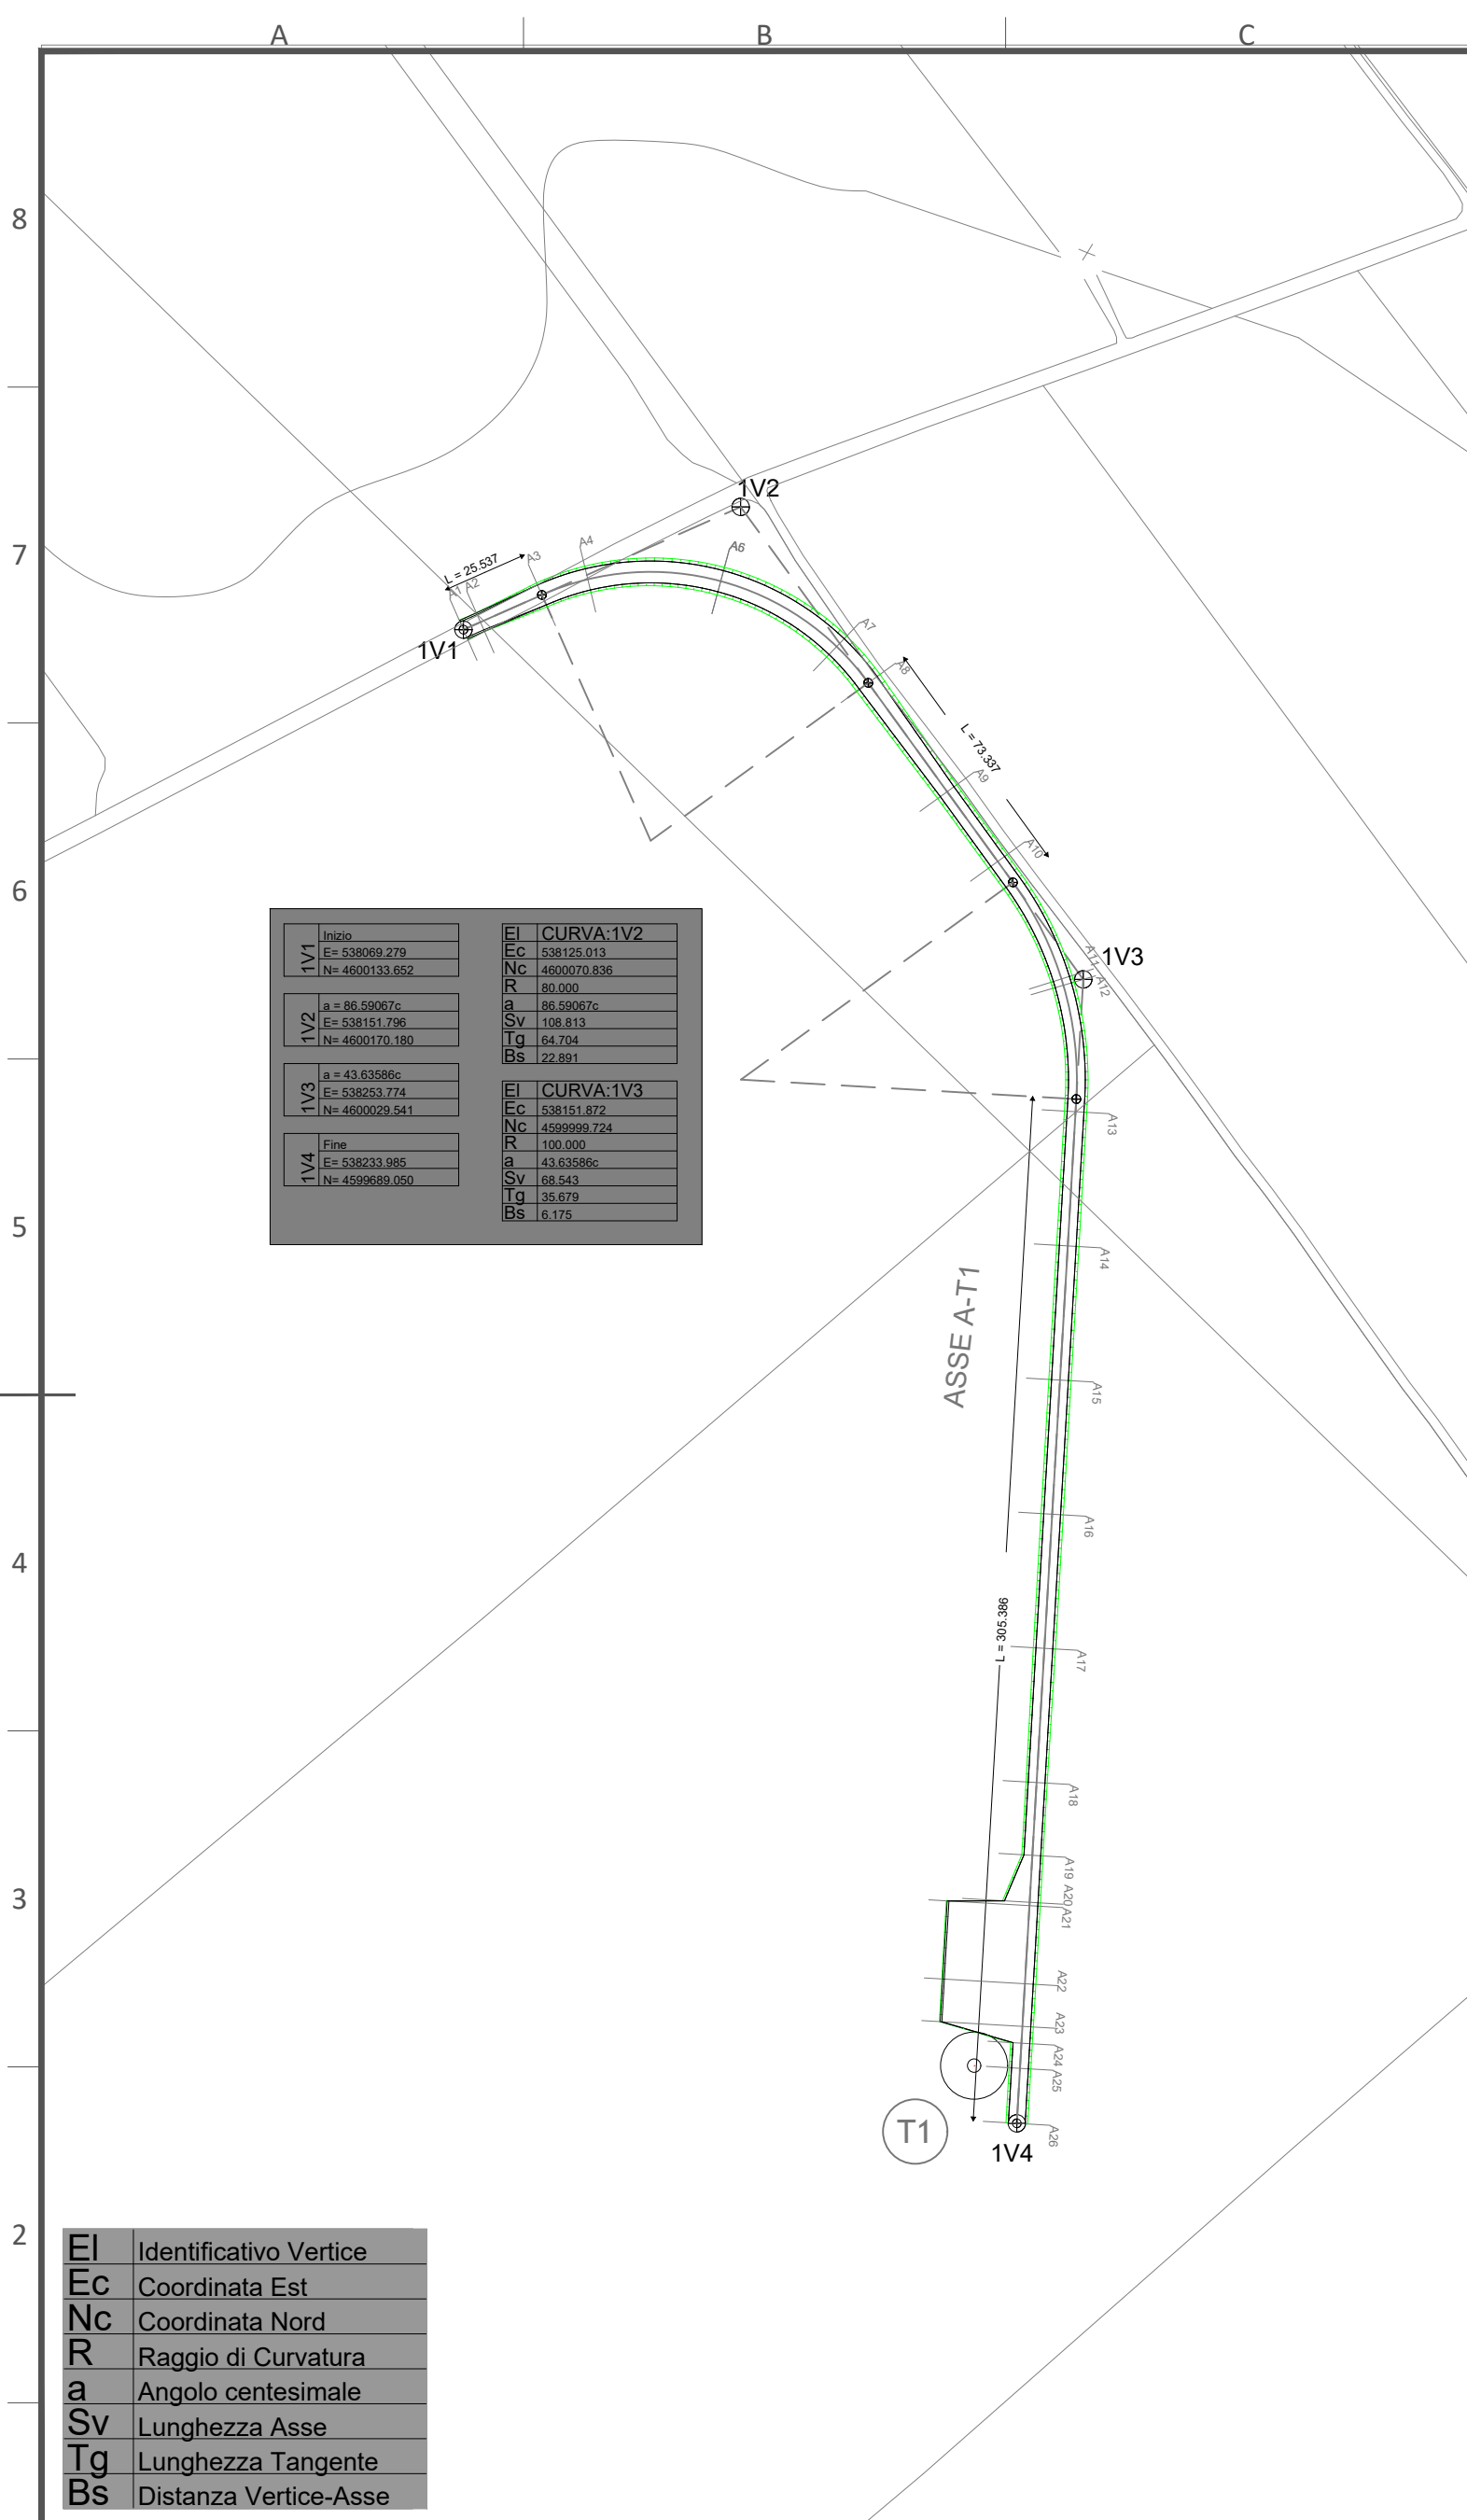 A
B
C
8
7
6
5
4
3
2
1V2
L = 25.537
A1
A2
A3
A4
A6
1V1
A7
A8
L = 73.337
A9
A10
1V3
A11
A12
A13
A14
A15
A16
A17
A18
A19
A20
A21
A22
A23
A24
A25
A26
ASSE A-T1
L = 305.386
T1
1V4
1V1
Inizio
E= 538069.279
N= 4600133.652
1V2
a = 86.59067c
E= 538151.796
N= 4600170.180
1V3
a = 43.63586c
E= 538253.774
N= 4600029.541
1V4
Fine
E= 538233.985
N= 4599689.050
El CURVA:1V2
Ec 538125.013
Nc 4600070.836
R 80.000
a 86.59067c
Sv 108.813
Tg 64.704
Bs 22.891
El CURVA:1V3
Ec 538151.872
Nc 4599999.724
R 100.000
a 43.63586c
Sv 68.543
Tg 35.679
Bs 6.175
El Identificativo Vertice
Ec Coordinata Est
Nc Coordinata Nord
R Raggio di Curvatura
a Angolo centesimale
Sv Lunghezza Asse
Tg Lunghezza Tangente
Bs Distanza Vertice-Asse